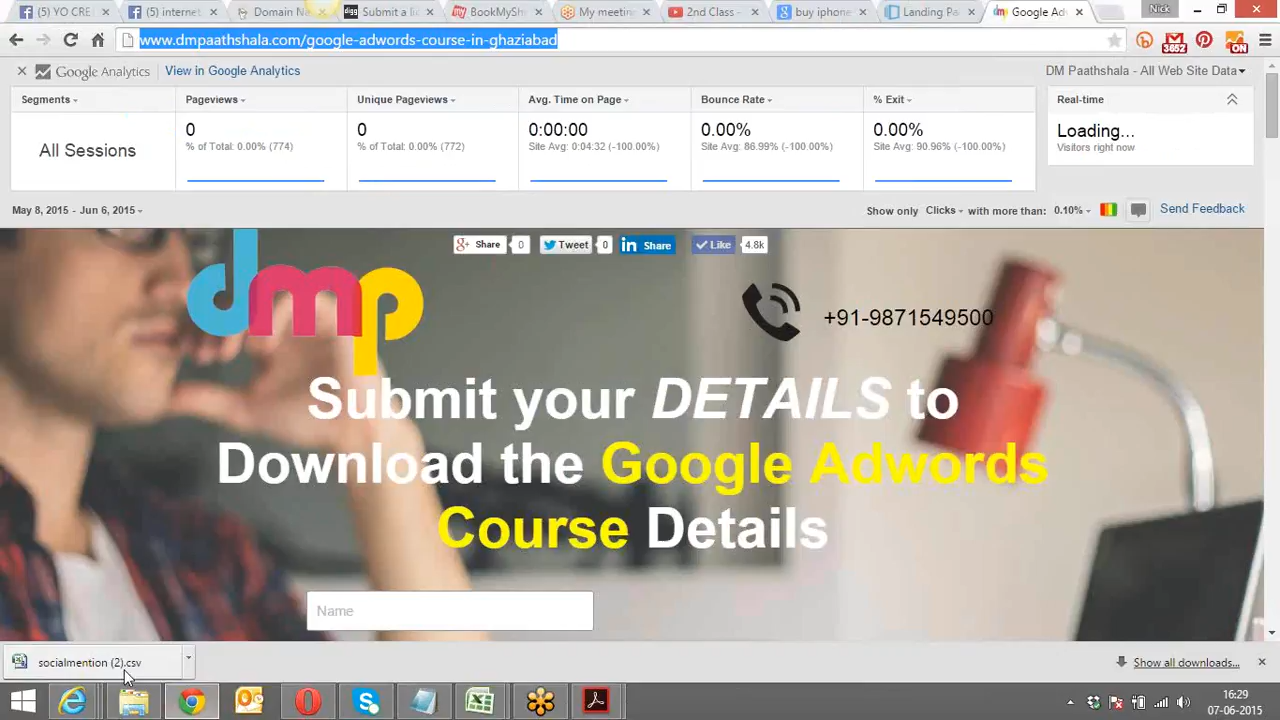 (5) YO CRE
(5) internet
Domain Ne
digg Submit a li
BookMySh
My meetin
2nd Class -
buy iphone
Landing Pa
Google Ad
Nick
www.dmpaathshala.com/google-adwords-course-in-ghaziabad
3652
ON
Google Analytics
View in Google Analytics
DM Paathshala - All Web Site Data
Segments
Pageviews
Unique Pageviews
Avg. Time on Page
Bounce Rate
% Exit
Real-time
All Sessions
0
% of Total: 0.00% (774)
0
% of Total: 0.00% (772)
0:00:00
Site Avg: 0:04:32 (-100.00%)
0.00%
Site Avg: 86.99% (-100.00%)
0.00%
Site Avg: 90.96% (-100.00%)
Loading...
Visitors right now
May 8, 2015 - Jun 6, 2015
Show only Clicks with more than: 0.10%
Send Feedback
Share 0
Tweet 0
in Share
Like 4.8k
dmp
+91-9871549500
Submit your DETAILS to
Download the Google Adwords
Course Details
Name
socialmention (2).csv
Show all downloads...
16:29
07-06-2015